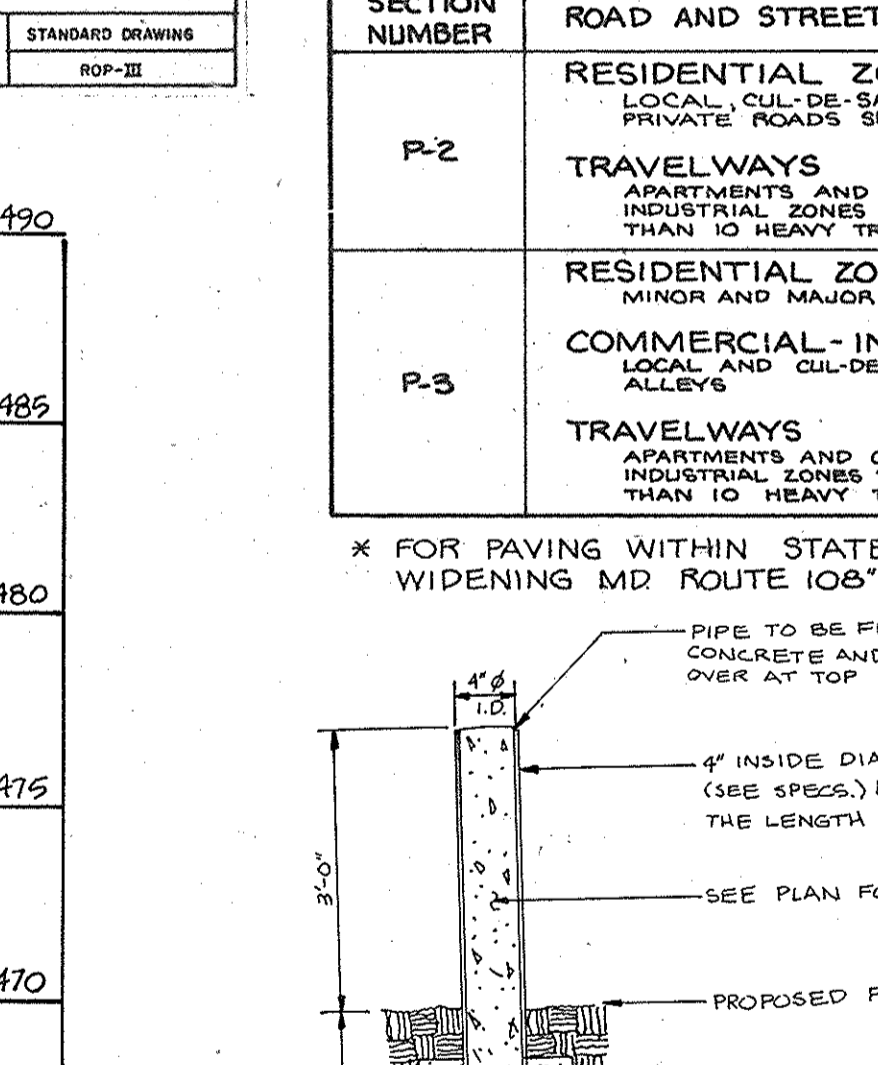 STANDARD DRAWING
ROP-III
490
485
480
475
470
SECTION
NUMBER
ROAD AND STREET
P-2
RESIDENTIAL
LOCAL, CUL-DE-
PRIVATE ROADS
TRAVELWAYS
APARTMENTS AND
INDUSTRIAL ZONES
THAN 10 HEAVY
P-3
RESIDENTIAL
MINOR AND MAJOR
COMMERCIAL-
LOCAL AND CUL-DE
ALLEYS
TRAVELWAYS
APARTMENTS AND
INDUSTRIAL ZONES
THAN 10 HEAVY
* FOR PAVING WITHIN STATE
WIDENING MD. ROUTE 108"
PIPE TO BE
CONCRETE AND
OVER AT TOP
4" Ø
I.D.
4" INSIDE
(SEE SPECS.)
THE LENGTH
3'-0"
SEE PLAN
PROPOSED